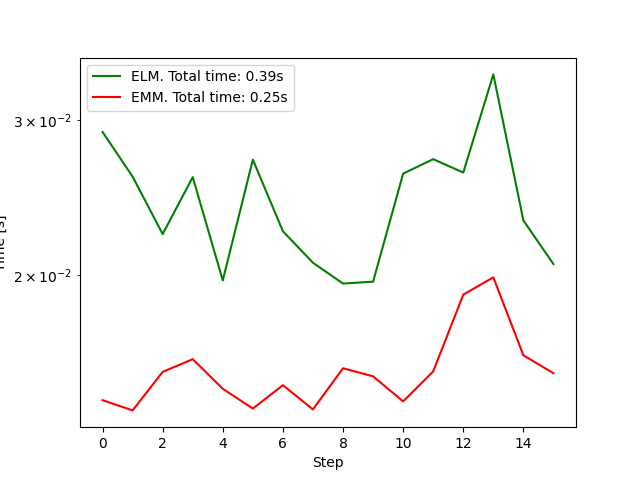 ELM. Total time: 0.39s
EMM. Total time: 0.25s
3 × 10⁻²
2 × 10⁻²
Time [s]
0 2 4 6 8 10 12 14
Step